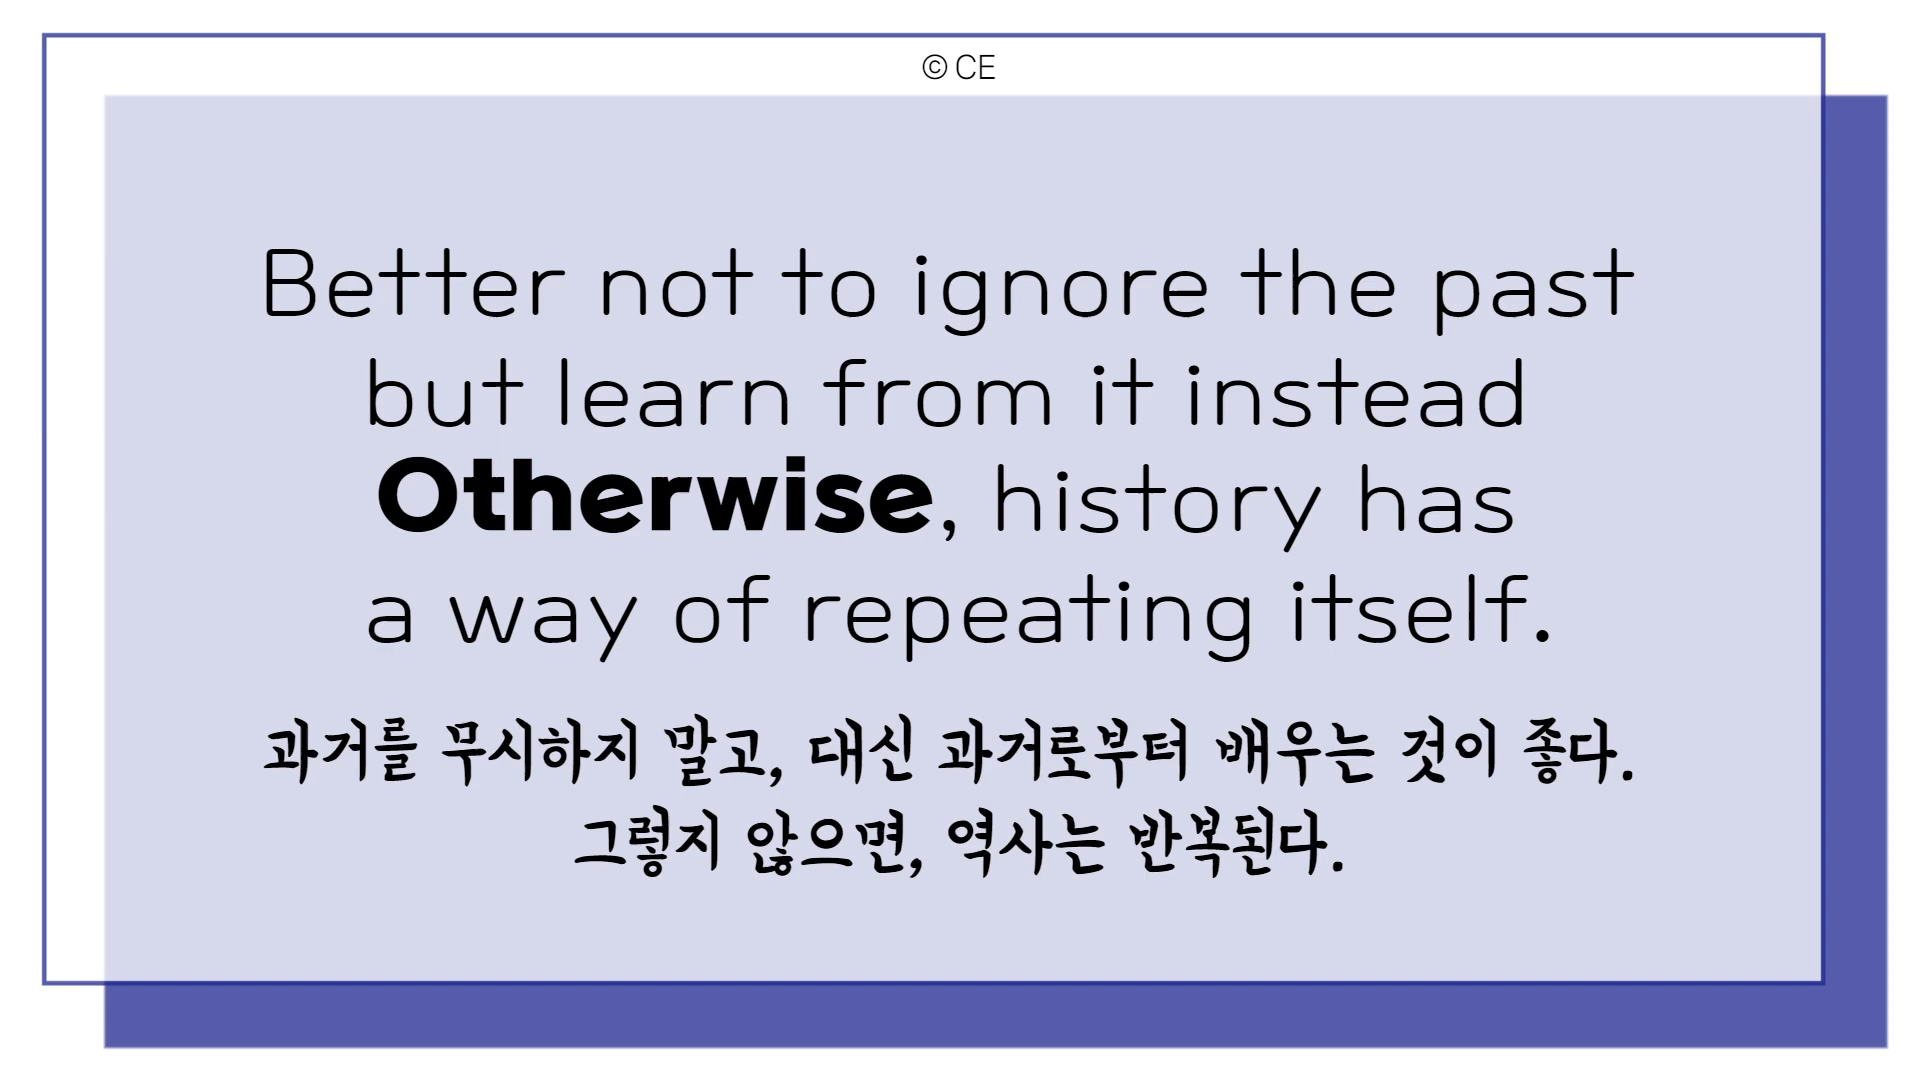 © CE
Better not to ignore the past
but learn from it instead
Otherwise, history has
a way of repeating itself.
과거를 무시하지 말고, 대신 과거로부터 배우는 것이 좋다.
그렇지 않으면, 역사는 반복된다.